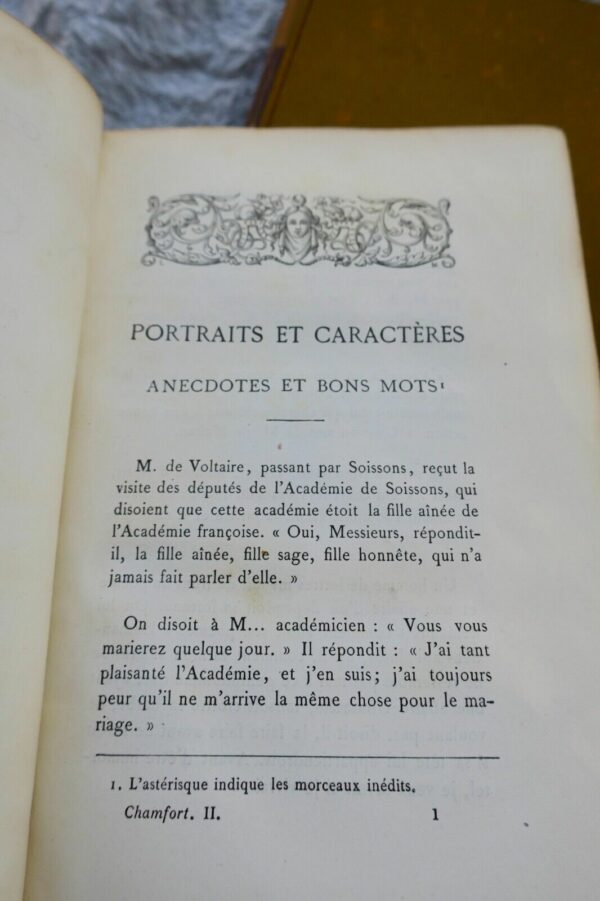 PORTRAITS ET CARACTÈRES
ANECDOTES ET BONS MOTS¹
M. de Voltaire, passant par Soissons, reçut la
visite des députés de l'Académie de Soissons, qui
disoient que cette académie étoit la fille aînée de
l'Académie françoise. « Oui, Messieurs, répondit-
il, la fille aînée, fille sage, fille honnête, qui n'a
jamais fait parler d'elle. »
On disoit à M... académicien : « Vous vous
marierez quelque jour. » Il répondit : « J'ai tant
plaisanté l'Académie, et j'en suis; j'ai toujours
peur qu'il ne m'arrive la même chose pour le ma-
riage. »
1. L'astérisque indique les morceaux inédits.
Chamfort. II. 1